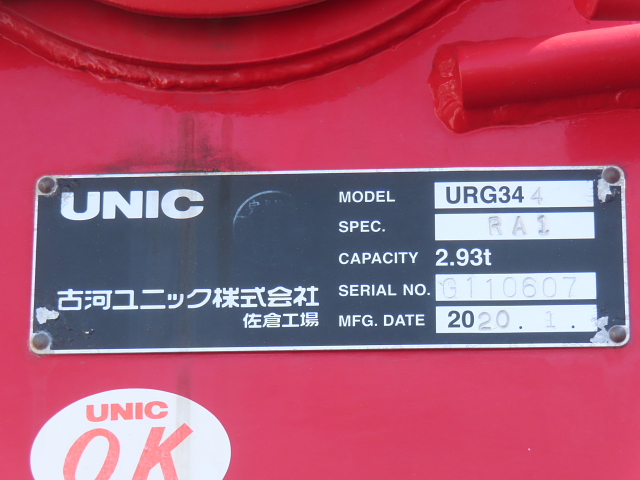 UNIC
MODEL URG344
SPEC. RA1
CAPACITY 2.93t
古河ユニック株式会社
SERIAL NO. G110607
佐倉工場
MFG. DATE 2020. 1.
UNIC
OK